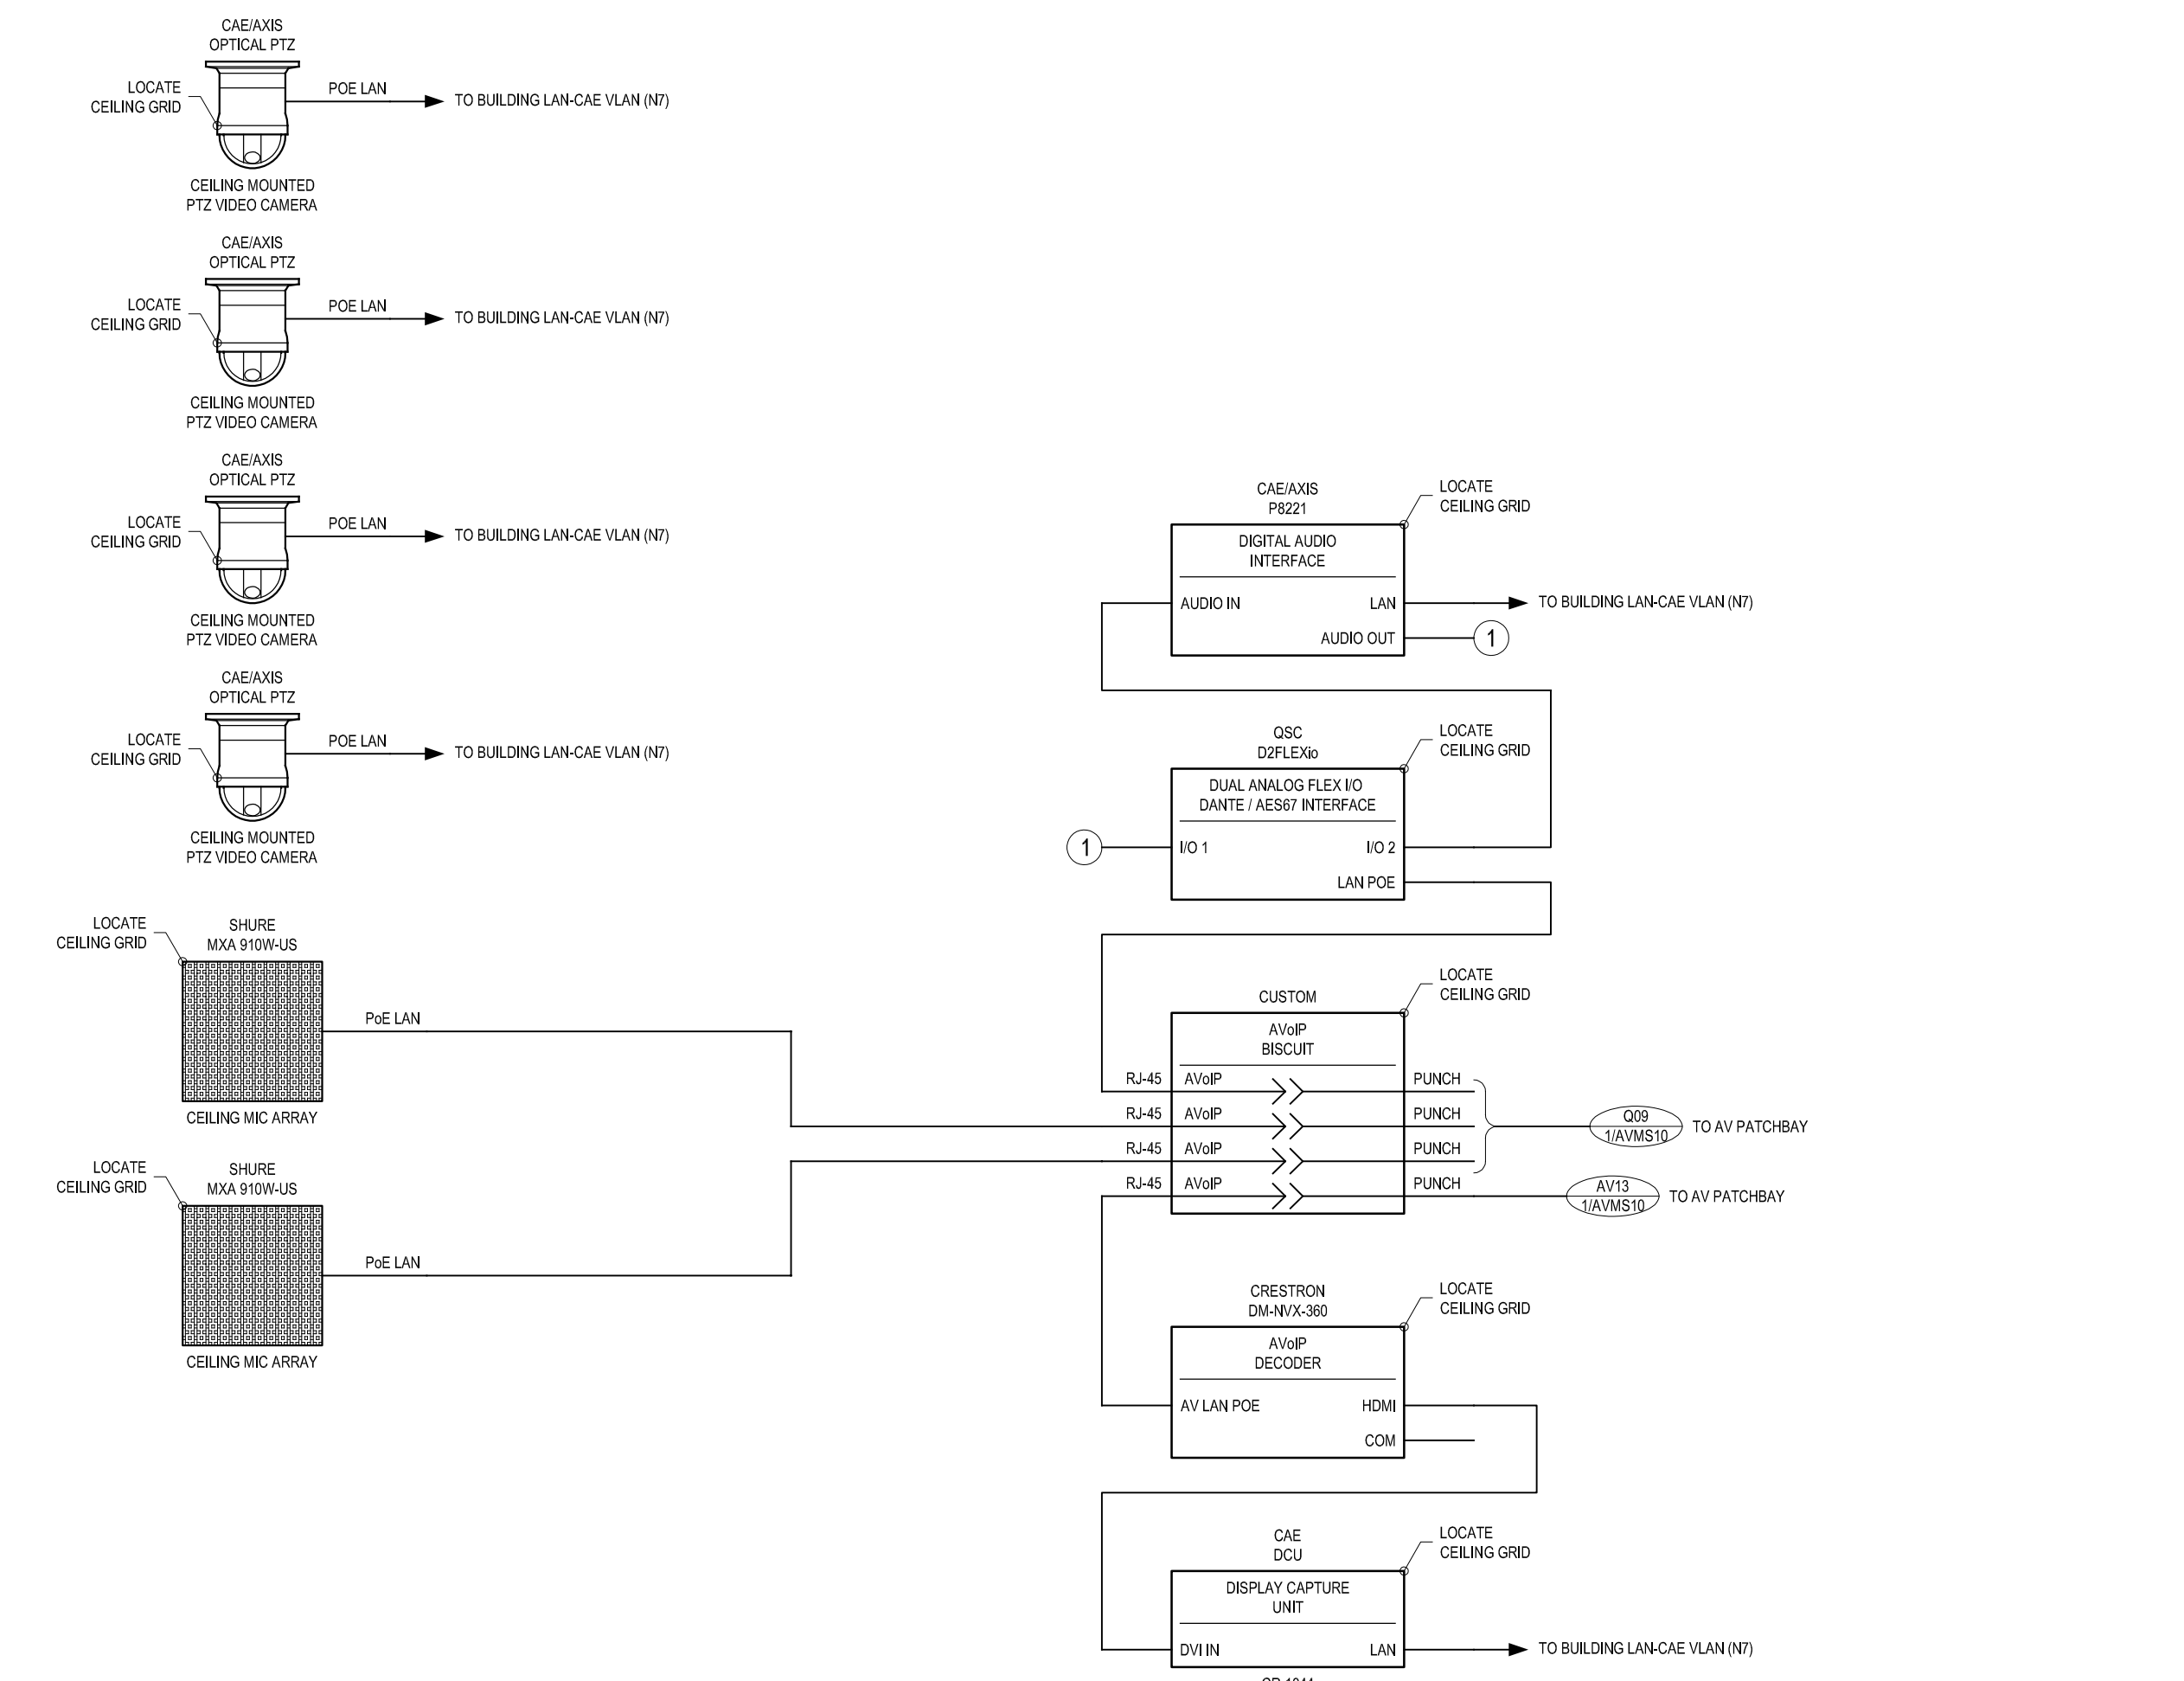 CAE/AXIS
OPTICAL PTZ
LOCATE
CEILING GRID
POE LAN
TO BUILDING LAN-CAE VLAN (N7)
CEILING MOUNTED
PTZ VIDEO CAMERA
CAE/AXIS
OPTICAL PTZ
LOCATE
CEILING GRID
POE LAN
TO BUILDING LAN-CAE VLAN (N7)
CEILING MOUNTED
PTZ VIDEO CAMERA
CAE/AXIS
OPTICAL PTZ
LOCATE
CEILING GRID
POE LAN
TO BUILDING LAN-CAE VLAN (N7)
CEILING MOUNTED
PTZ VIDEO CAMERA
CAE/AXIS
OPTICAL PTZ
LOCATE
CEILING GRID
POE LAN
TO BUILDING LAN-CAE VLAN (N7)
CEILING MOUNTED
PTZ VIDEO CAMERA
LOCATE
CEILING GRID
SHURE
MXA 910W-US
PoE LAN
CEILING MIC ARRAY
LOCATE
CEILING GRID
SHURE
MXA 910W-US
PoE LAN
CEILING MIC ARRAY
CAE/AXIS
P8221
LOCATE
CEILING GRID
DIGITAL AUDIO
INTERFACE
AUDIO IN
LAN
TO BUILDING LAN-CAE VLAN (N7)
AUDIO OUT
1
QSC
D2FLEXio
LOCATE
CEILING GRID
DUAL ANALOG FLEX I/O
DANTE / AES67 INTERFACE
1
I/O 1
I/O 2
LAN POE
CUSTOM
LOCATE
CEILING GRID
AVoIP
BISCUIT
RJ-45 AVoIP PUNCH
RJ-45 AVoIP PUNCH
RJ-45 AVoIP PUNCH
RJ-45 AVoIP PUNCH
Q09
1/AVMS10
TO AV PATCHBAY
AV13
1/AVMS10
TO AV PATCHBAY
CRESTRON
DM-NVX-360
LOCATE
CEILING GRID
AVoIP
DECODER
AV LAN POE
HDMI
COM
CAE
DCU
LOCATE
CEILING GRID
DISPLAY CAPTURE
UNIT
DVI IN
LAN
TO BUILDING LAN-CAE VLAN (N7)